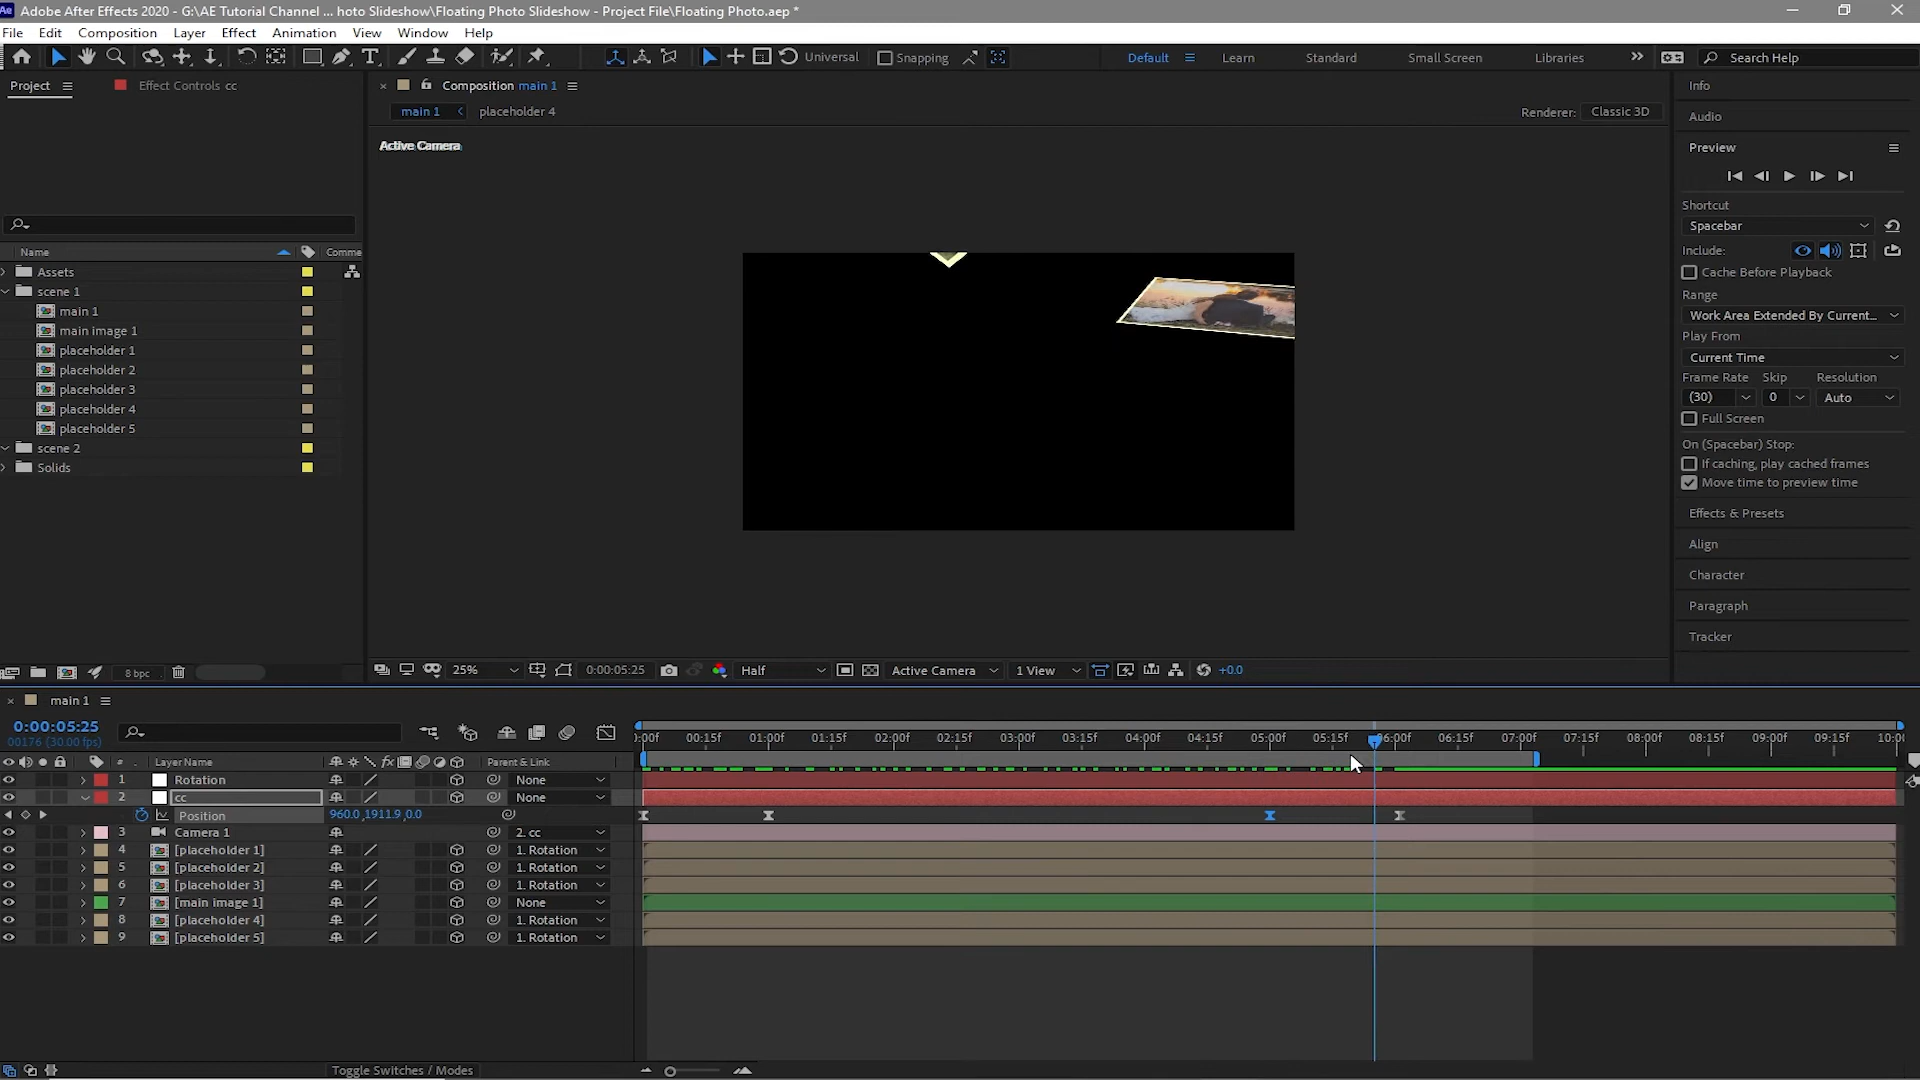 Adobe After Effects 2020 - G:\AE Tutorial Channel ... hoto Slideshow\Floating Photo Slideshow - Project File\Floating Photo.aep *
File Edit Composition Layer Effect Animation View Window Help
Universal Snapping Default Learn Standard Small Screen Libraries Search Help
Project Effect Controls cc
Composition main 1
main 1 placeholder 4
Renderer: Classic 3D
Active Camera
Name Comme
Assets
scene 1
main 1
main image 1
placeholder 1
placeholder 2
placeholder 3
placeholder 4
placeholder 5
scene 2
Solids
8 bpc
25% 0:00:05:25 Half Active Camera 1 View +0.0
Info
Audio
Preview
Shortcut
Spacebar
Include:
Cache Before Playback
Range
Work Area Extended By Current...
Play From
Current Time
Frame Rate Skip Resolution
(30) 0 Auto
Full Screen
On (Spacebar) Stop:
If caching, play cached frames
Move time to preview time
Effects & Presets
Align
Character
Paragraph
Tracker
main 1
0:00:05:25
00176 (30.00 fps)
):00f 00:15f 01:00f 01:15f 02:00f 02:15f 03:00f 03:15f 04:00f 04:15f 05:00f 05:15f 06:00f 06:15f 07:00f 07:15f 08:00f 08:15f 09:00f 09:15f 10:0
# Layer Name Parent & Link
1 Rotation None
2 cc None
Position 960.0,1911.9,0.0
3 Camera 1 2. cc
4 [placeholder 1] 1. Rotation
5 [placeholder 2] 1. Rotation
6 [placeholder 3] 1. Rotation
7 [main image 1] None
8 [placeholder 4] 1. Rotation
9 [placeholder 5] 1. Rotation
Toggle Switches / Modes